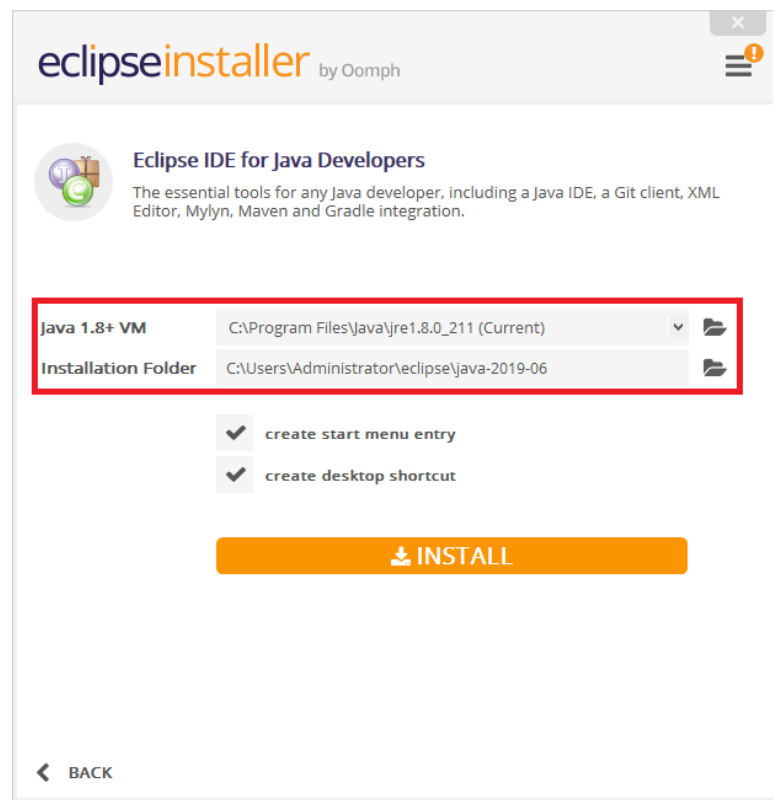 eclipseinstaller by Oomph
!
Eclipse IDE for Java Developers
The essential tools for any Java developer, including a Java IDE, a Git client, XML
Editor, Mylyn, Maven and Gradle integration.
Java 1.8+ VM
C:\Program Files\Java\jre1.8.0_211 (Current)
Installation Folder
C:\Users\Administrator\eclipse\java-2019-06
create start menu entry
create desktop shortcut
INSTALL
BACK